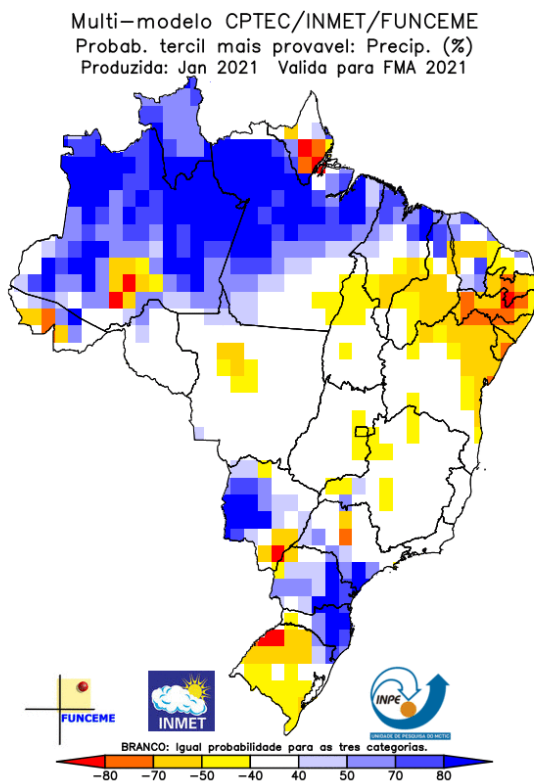 Multi-modelo CPTEC/INMET/FUNCEME
Probab. tercil mais provavel: Precip. (%)
Produzida: Jan 2021 Valida para FMA 2021
FUNCEME
INMET
INPE
UNIDADE DE PESQUISA DO MCTIC
BRANCO: Igual probabilidade para as tres categorias.
-80 -70 -50 -40 40 50 70 80